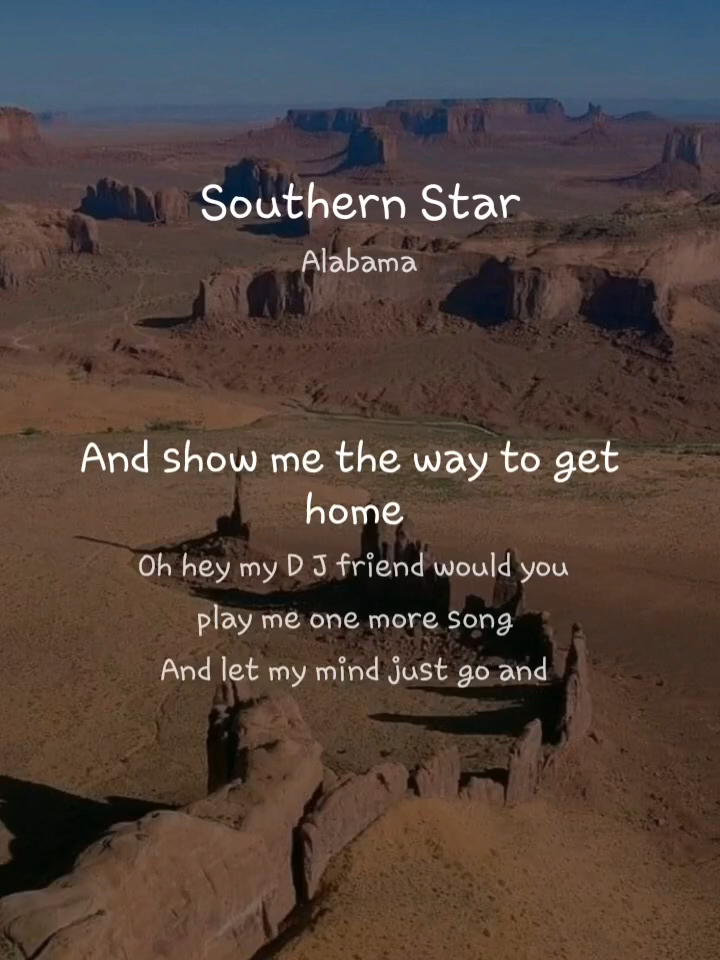 Southern Star
Alabama
And show me the way to get
home
Oh hey my D J friend would you
play me one more song
And let my mind just go and